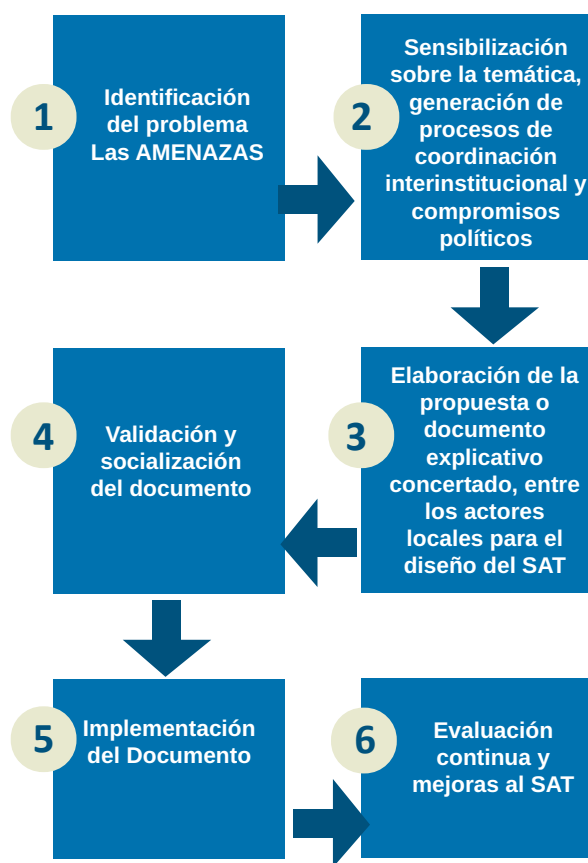 1
Identificación
del problema
Las AMENAZAS
2
Sensibilización
sobre la temática,
generación de
procesos de
coordinación
interinstitucional y
compromisos
políticos
3
Elaboración de la
propuesta o
documento
explicativo
concertado, entre
los actores
locales para el
diseño del SAT
4
Validación y
socialización
del documento
5
Implementación
del Documento
6
Evaluación
continua y
mejoras al SAT